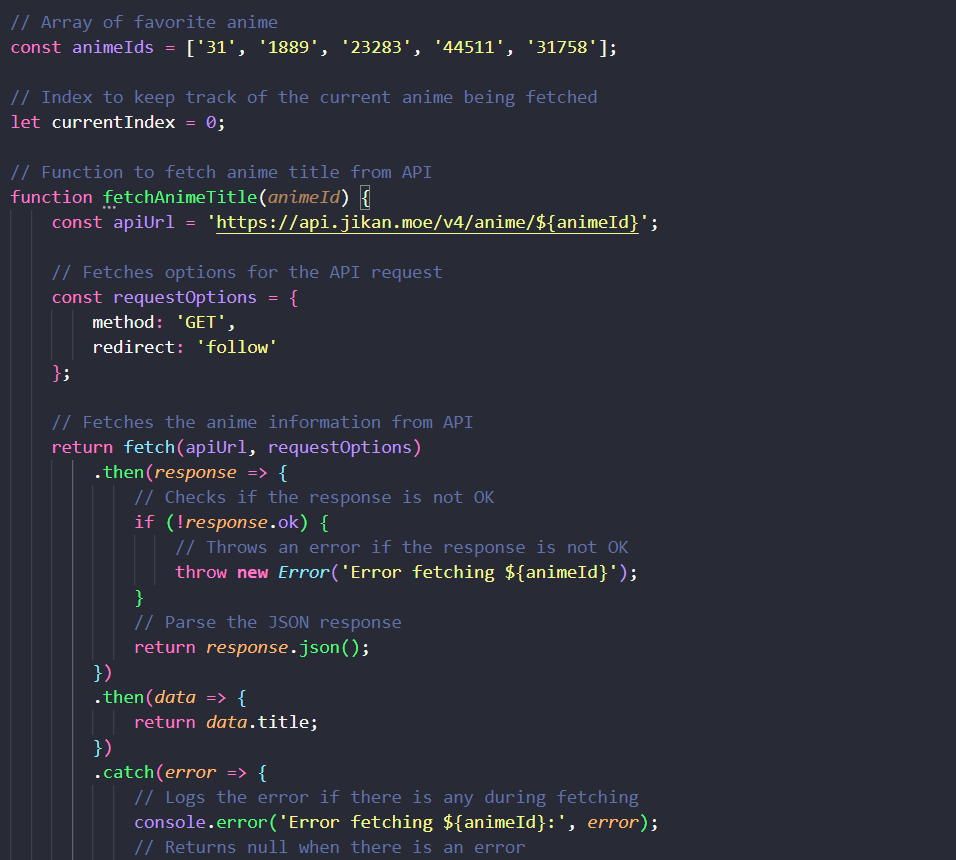 // Array of favorite anime
const animeIds = ['31', '1889', '23283', '44511', '31758'];
// Index to keep track of the current anime being fetched
let currentIndex = 0;
// Function to fetch anime title from API
function fetchAnimeTitle(animeId) {
const apiUrl = 'https://api.jikan.moe/v4/anime/${animeId}';
// Fetches options for the API request
const requestOptions = {
method: 'GET',
redirect: 'follow'
};
// Fetches the anime information from API
return fetch(apiUrl, requestOptions)
.then(response => {
// Checks if the response is not OK
if (!response.ok) {
// Throws an error if the response is not OK
throw new Error('Error fetching ${animeId}');
}
// Parse the JSON response
return response.json();
})
.then(data => {
return data.title;
})
.catch(error => {
// Logs the error if there is any during fetching
console.error('Error fetching ${animeId}:', error);
// Returns null when there is an error